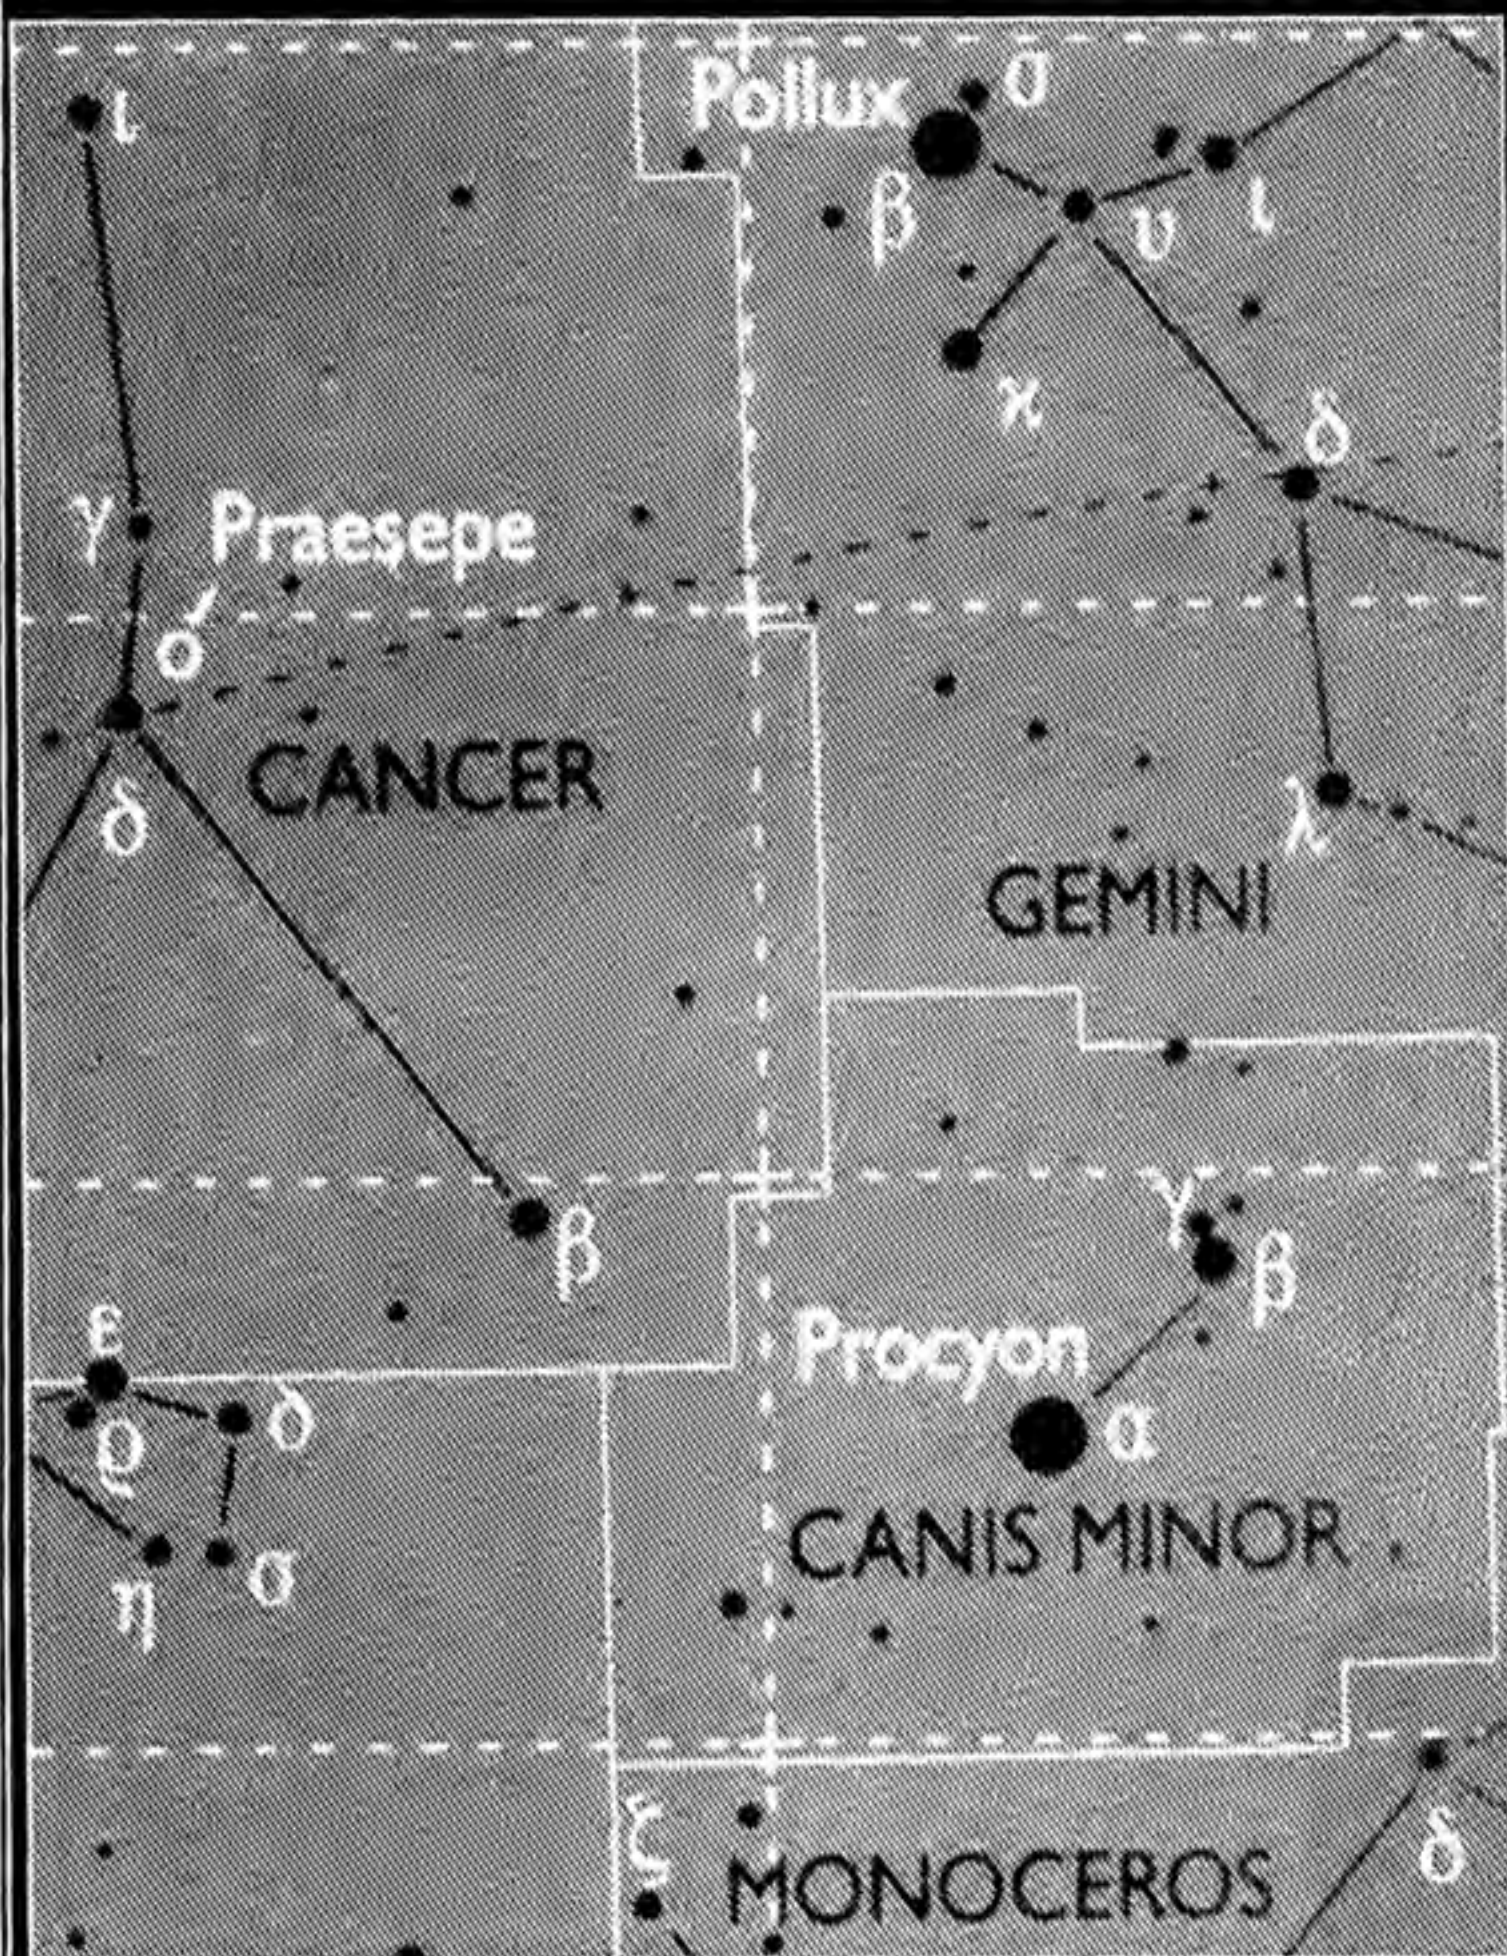 Pollux σ
ι
β υ ι
ϰ
δ
γ Praesepe
δ
CANCER
λ
GEMINI
γ
β β
ε Procyon
δ α
ρ
CANIS MINOR
η σ
ζ
MONOCEROS δ